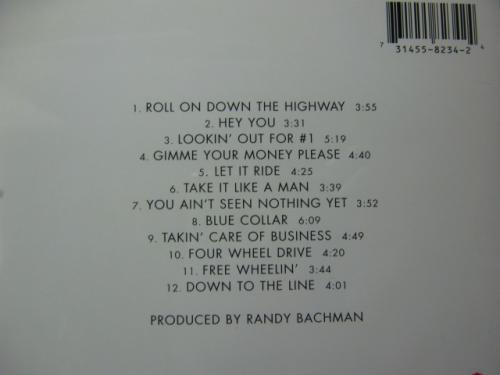 7 31455-8234-2 4
1. ROLL ON DOWN THE HIGHWAY 3:55
2. HEY YOU 3:31
3. LOOKIN' OUT FOR #1 5:19
4. GIMME YOUR MONEY PLEASE 4:40
5. LET IT RIDE 4:25
6. TAKE IT LIKE A MAN 3:39
7. YOU AIN'T SEEN NOTHING YET 3:52
8. BLUE COLLAR 6:09
9. TAKIN' CARE OF BUSINESS 4:49
10. FOUR WHEEL DRIVE 4:20
11. FREE WHEELIN' 3:44
12. DOWN TO THE LINE 4:01
PRODUCED BY RANDY BACHMAN